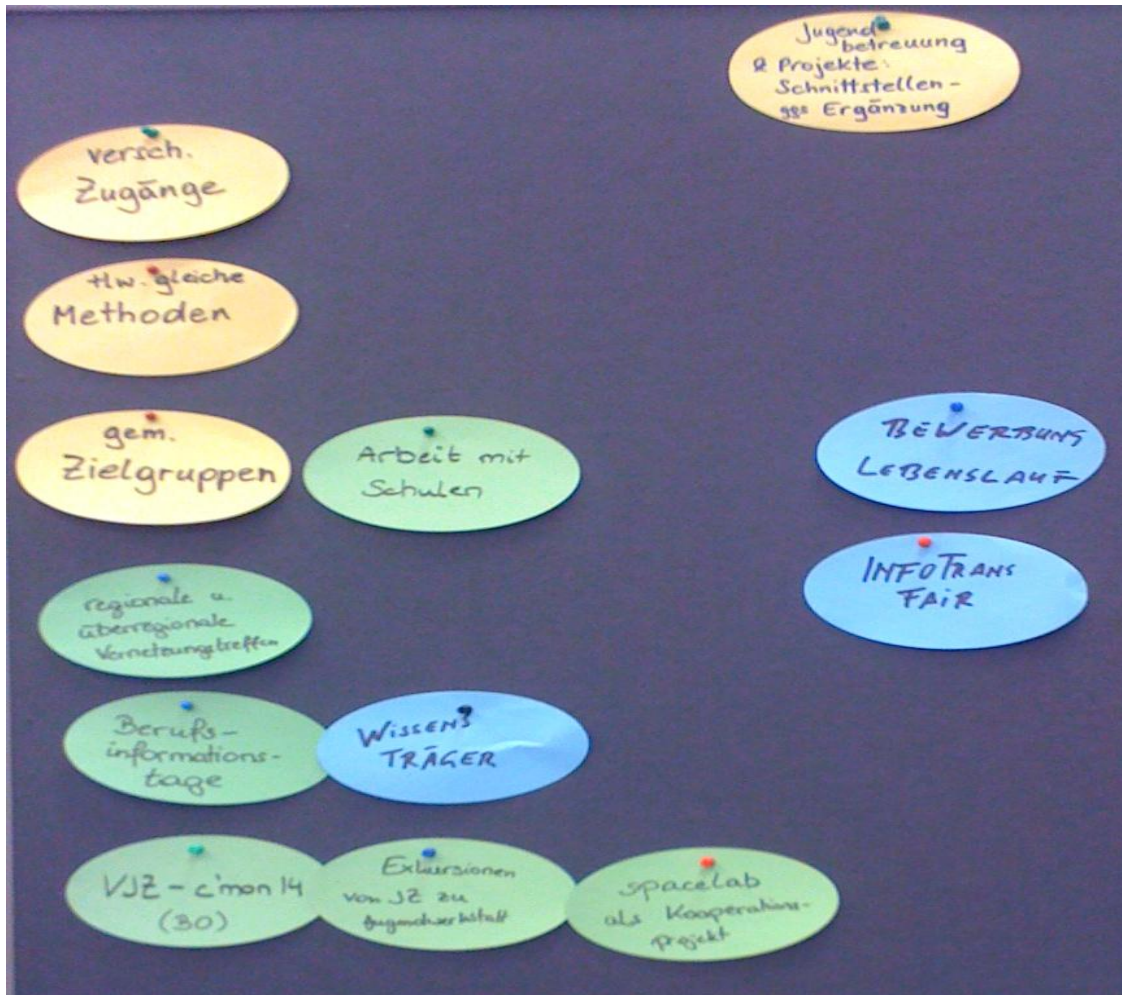 Jugend
betreuung
& Projekte:
Schnittstellen-
ggs Ergänzung
versch.
Zugänge
tlw. gleiche
Methoden
gem.
Zielgruppen
Arbeit mit
Schulen
BEWERBUNG
LEBENSLAUF
INFOTRANS
FAIR
regionale u.
überregionale
Vernetzungstreffen
Berufs-
informations-
tage
WISSENS
TRÄGER
VJZ - c'mon 14
(BO)
Exkursionen
von JZ zu
Jugendwerkstatt
spacelab
als Kooperations-
projekt